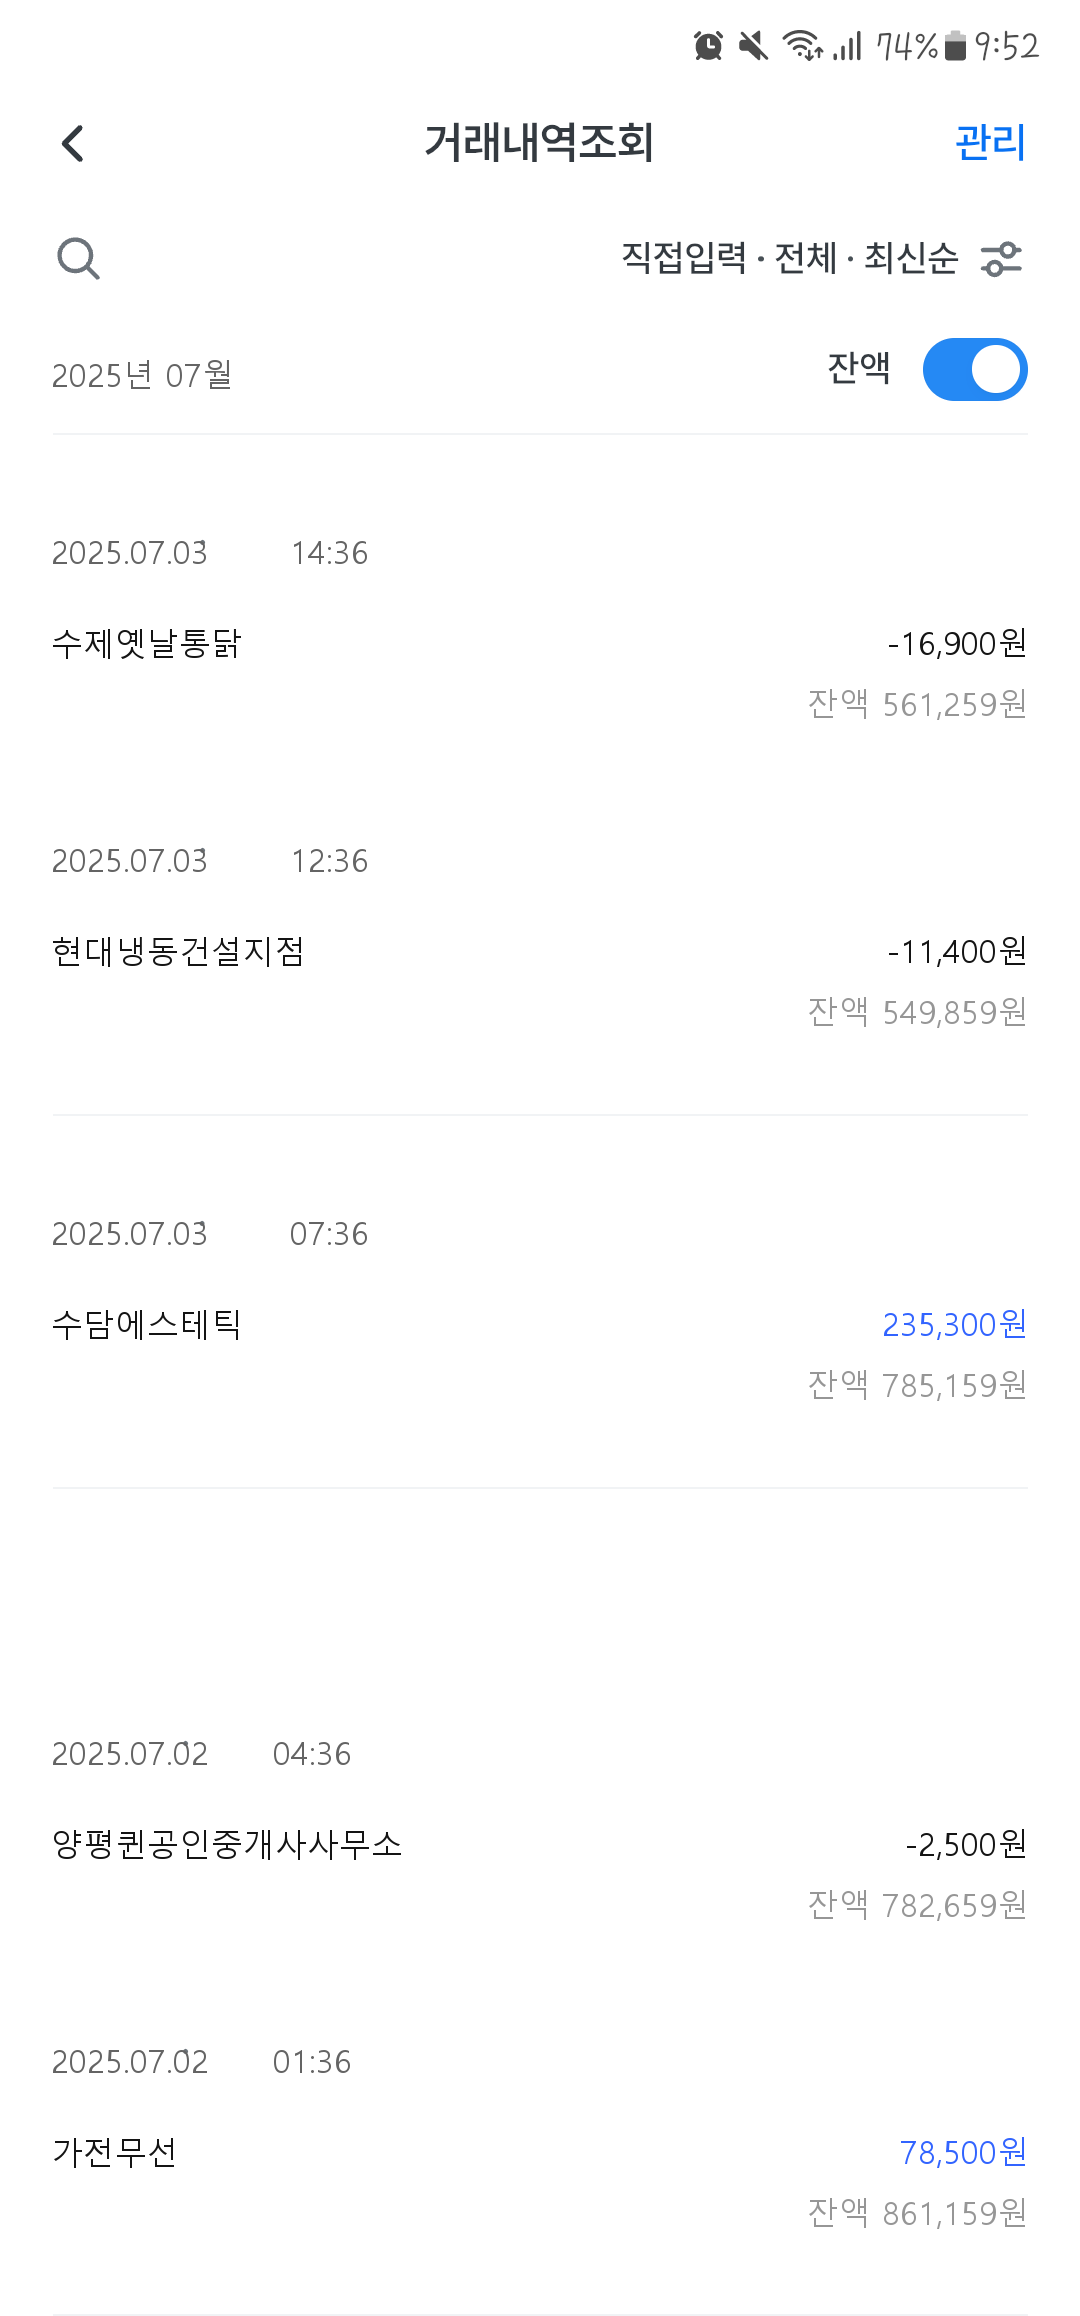 74% 9:52
거래내역조회 관리
직접입력 · 전체 · 최신순
2025년 07월 잔액
2025.07.03 14:36
수제옛날통닭 -16,900원
잔액 561,259원
2025.07.03 12:36
현대냉동건설지점 -11,400원
잔액 549,859원
2025.07.03 07:36
수담에스테틱 235,300원
잔액 785,159원
2025.07.02 04:36
양평퀸공인중개사사무소 -2,500원
잔액 782,659원
2025.07.02 01:36
가전무선 78,500원
잔액 861,159원